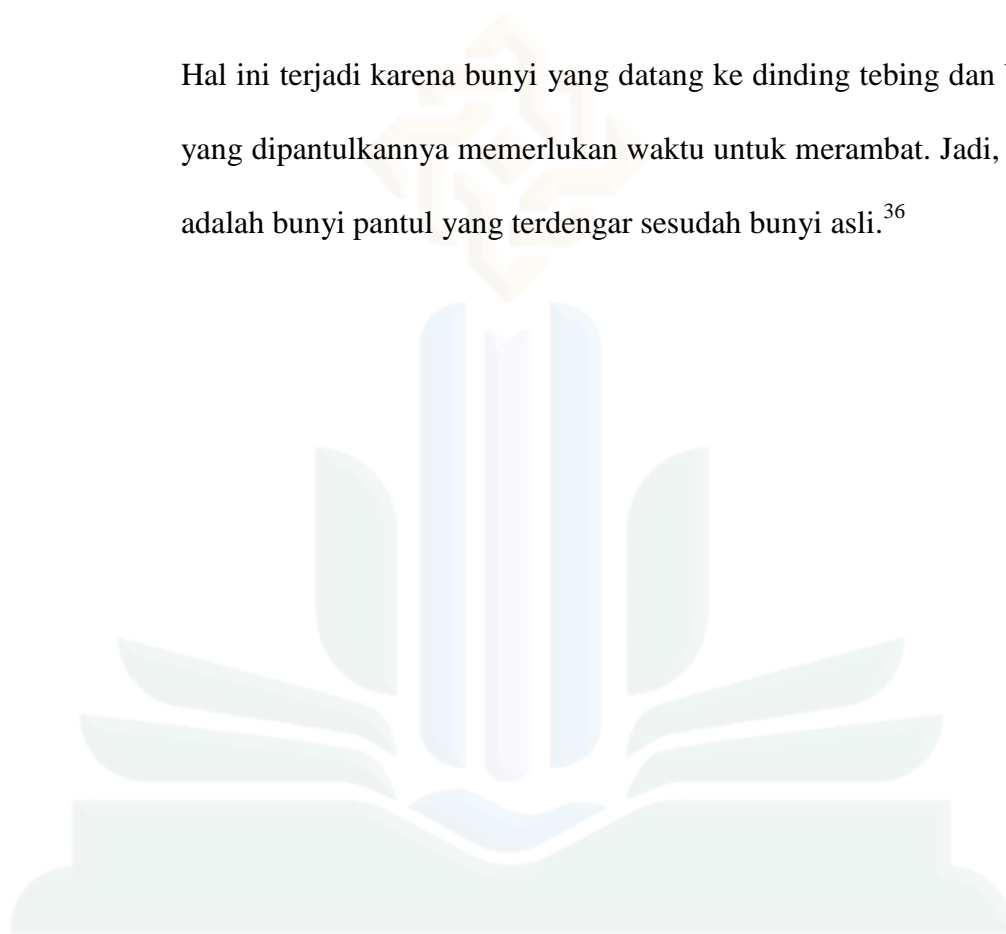 Hal ini terjadi karena bunyi yang datang ke dinding tebing dan
yang dipantulkannya memerlukan waktu untuk merambat. Jadi,
adalah bunyi pantul yang terdengar sesudah bunyi asli.36